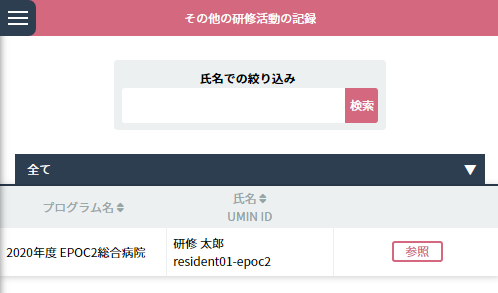 その他の研修活動の記録
氏名での絞り込み
検索
全て ▼
プログラム名
氏名
UMIN ID
2020年度 EPOC2総合病院
研修 太郎
resident01-epoc2
参照